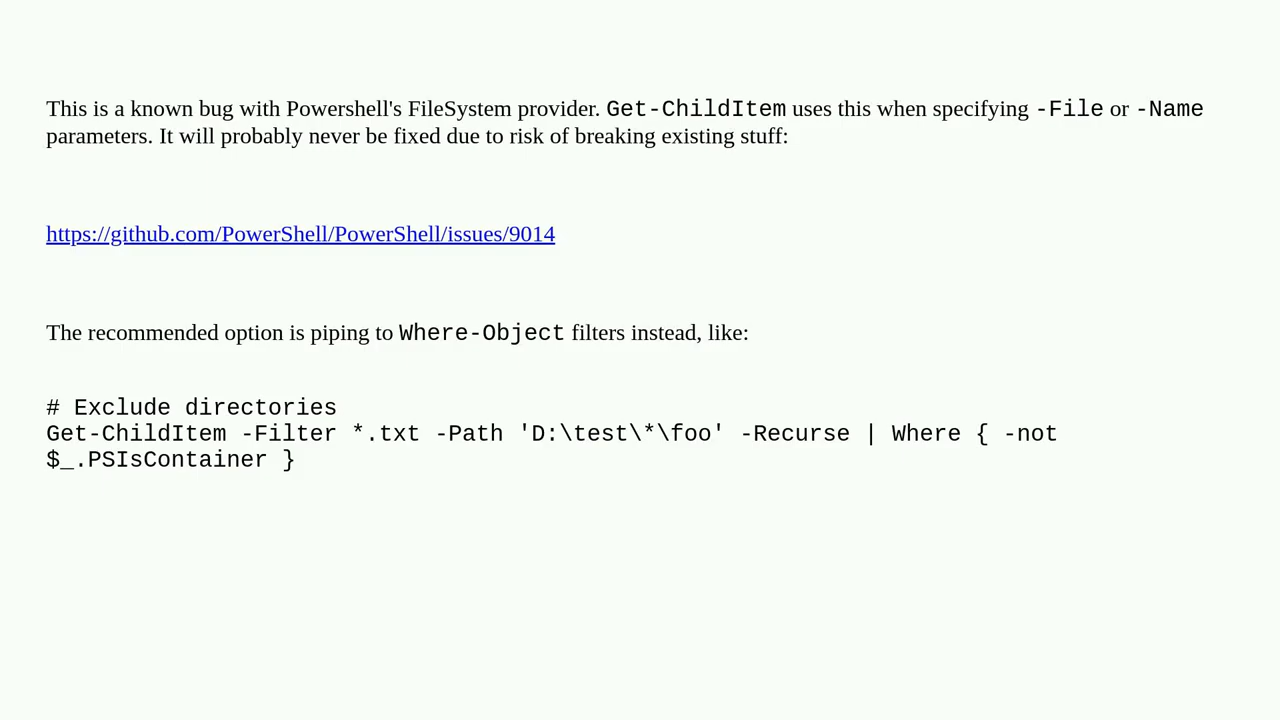 This is a known bug with Powershell's FileSystem provider. Get-ChildItem uses this when specifying -File or -Name
parameters. It will probably never be fixed due to risk of breaking existing stuff:
https://github.com/PowerShell/PowerShell/issues/9014
The recommended option is piping to Where-Object filters instead, like:
# Exclude directories
Get-ChildItem -Filter *.txt -Path 'D:\test\*\foo' -Recurse | Where { -not
$_.PSIsContainer }